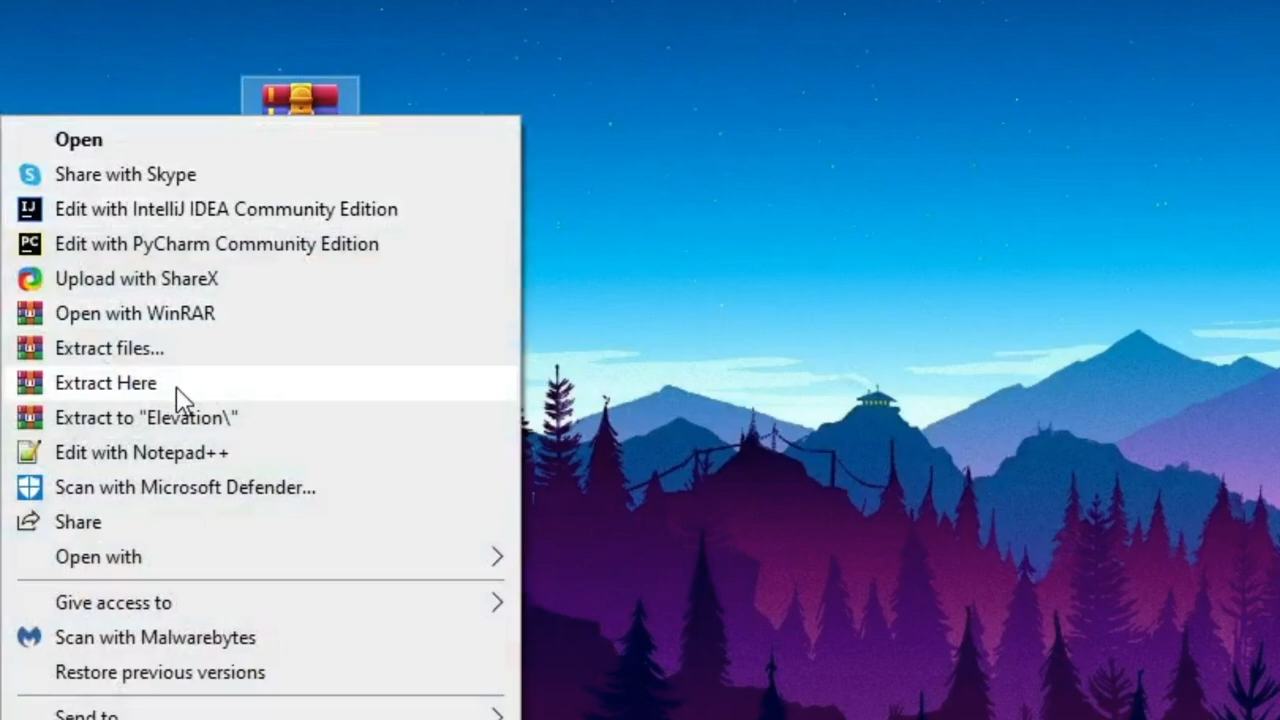 Open
Share with Skype
Edit with IntelliJ IDEA Community Edition
Edit with PyCharm Community Edition
Upload with ShareX
Open with WinRAR
Extract files...
Extract Here
Extract to "Elevation\"
Edit with Notepad++
Scan with Microsoft Defender...
Share
Open with
Give access to
Scan with Malwarebytes
Restore previous versions
Send to